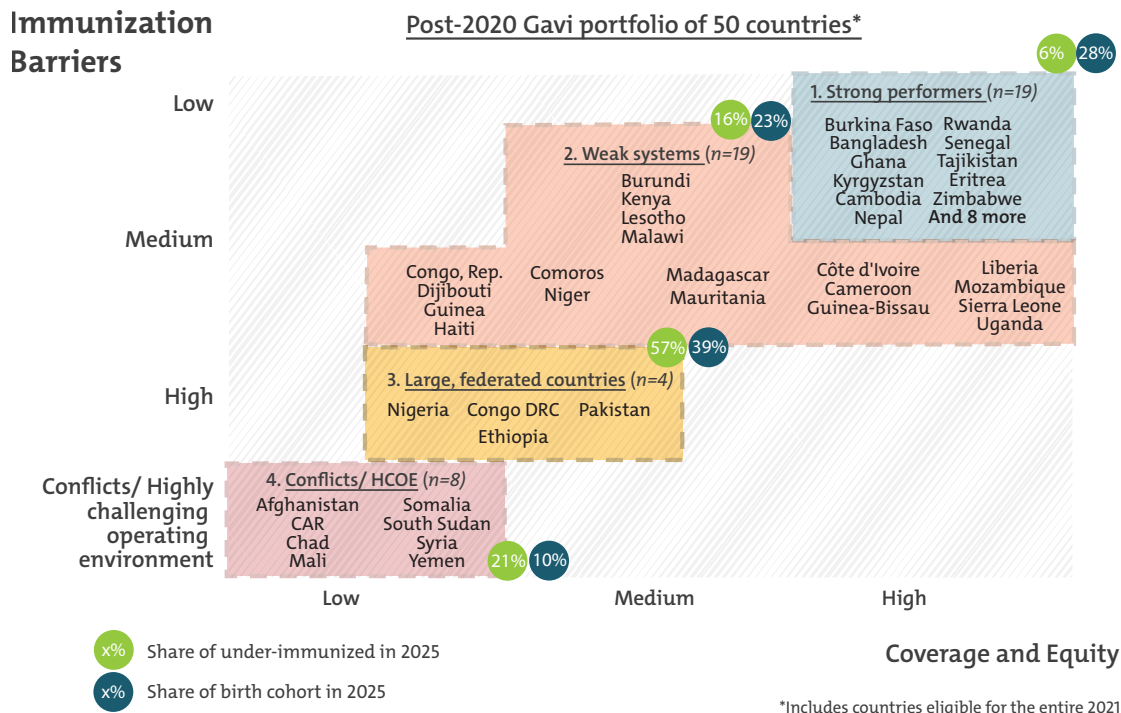 Immunization
Barriers
Post-2020 Gavi portfolio of 50 countries*
6% 28%
Low
1. Strong performers (n=19)
Burkina Faso Rwanda
Bangladesh Senegal
Ghana Tajikistan
Kyrgyzstan Eritrea
Cambodia Zimbabwe
Nepal And 8 more
16% 23%
2. Weak systems (n=19)
Burundi
Kenya
Lesotho
Malawi
Medium
Congo, Rep.
Djibouti
Guinea
Haiti
Comoros
Niger
Madagascar
Mauritania
Côte d'Ivoire
Cameroon
Guinea-Bissau
Liberia
Mozambique
Sierra Leone
Uganda
57% 39%
High
3. Large, federated countries (n=4)
Nigeria Congo DRC Pakistan
Ethiopia
Conflicts/ Highly
challenging
operating
environment
4. Conflicts/ HCOE (n=8)
Afghanistan Somalia
CAR South Sudan
Chad Syria
Mali Yemen
21% 10%
Low Medium High
x% Share of under-immunized in 2025
x% Share of birth cohort in 2025
Coverage and Equity
*Includes countries eligible for the entire 2021